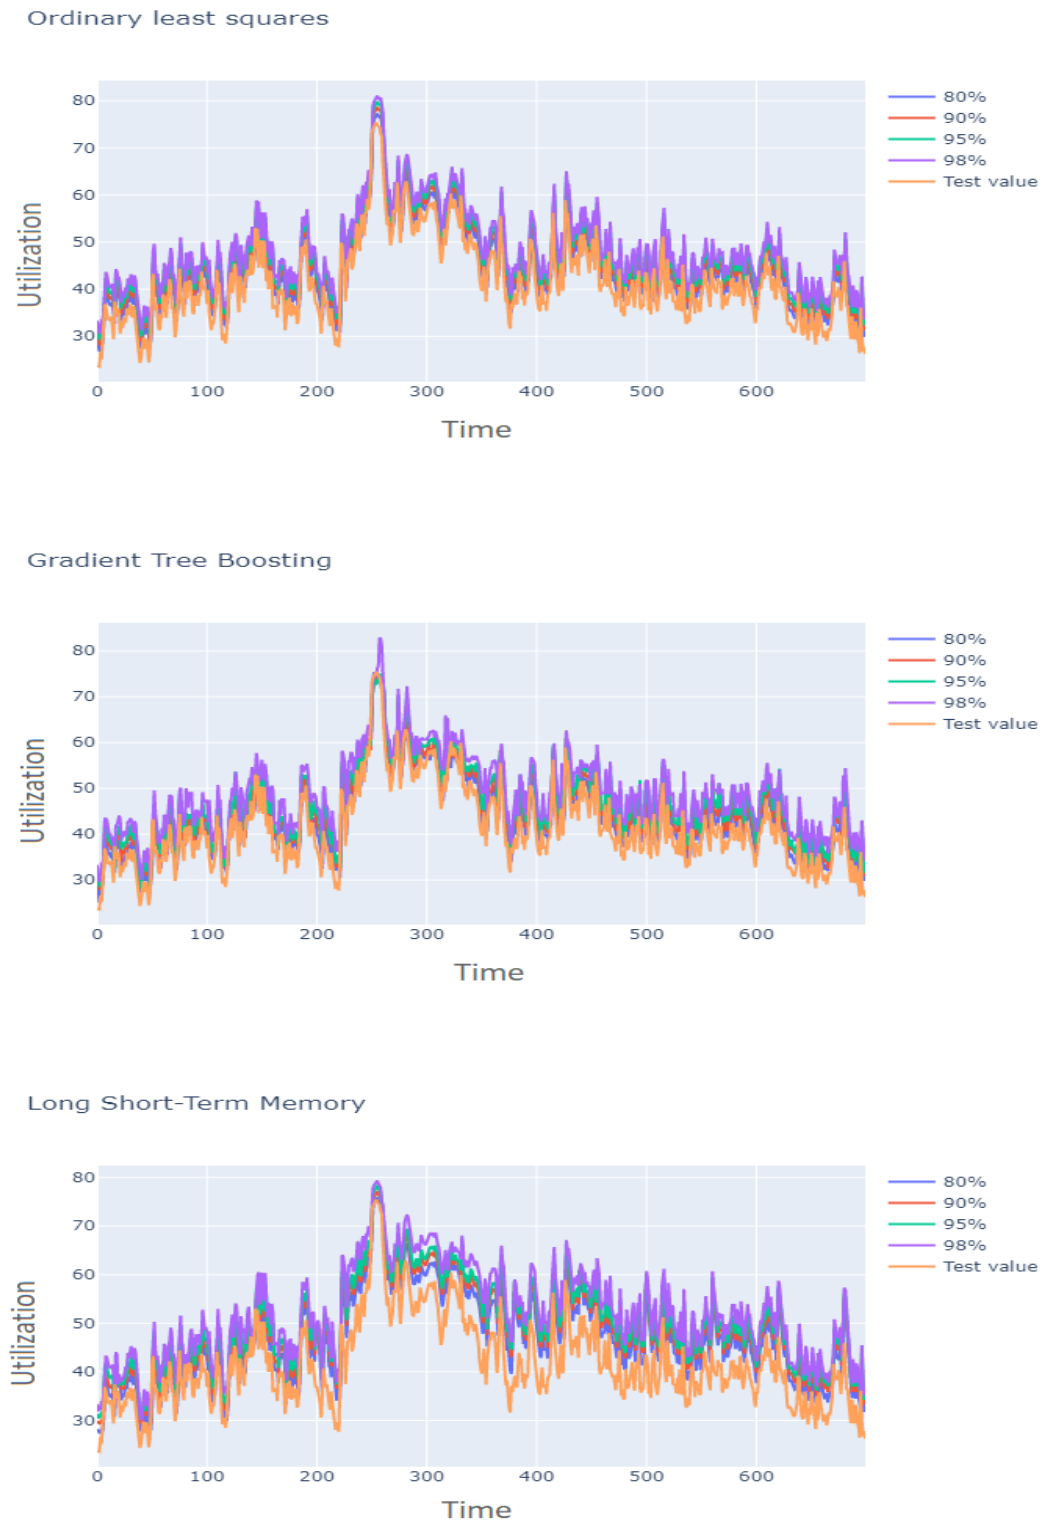 Ordinary least squares
80
70
60
50
40
30
Utilization
0 100 200 300 400 500 600
Time
80%
90%
95%
98%
Test value
Gradient Tree Boosting
80
70
60
50
40
30
Utilization
0 100 200 300 400 500 600
Time
80%
90%
95%
98%
Test value
Long Short-Term Memory
80
70
60
50
40
30
Utilization
0 100 200 300 400 500 600
Time
80%
90%
95%
98%
Test value